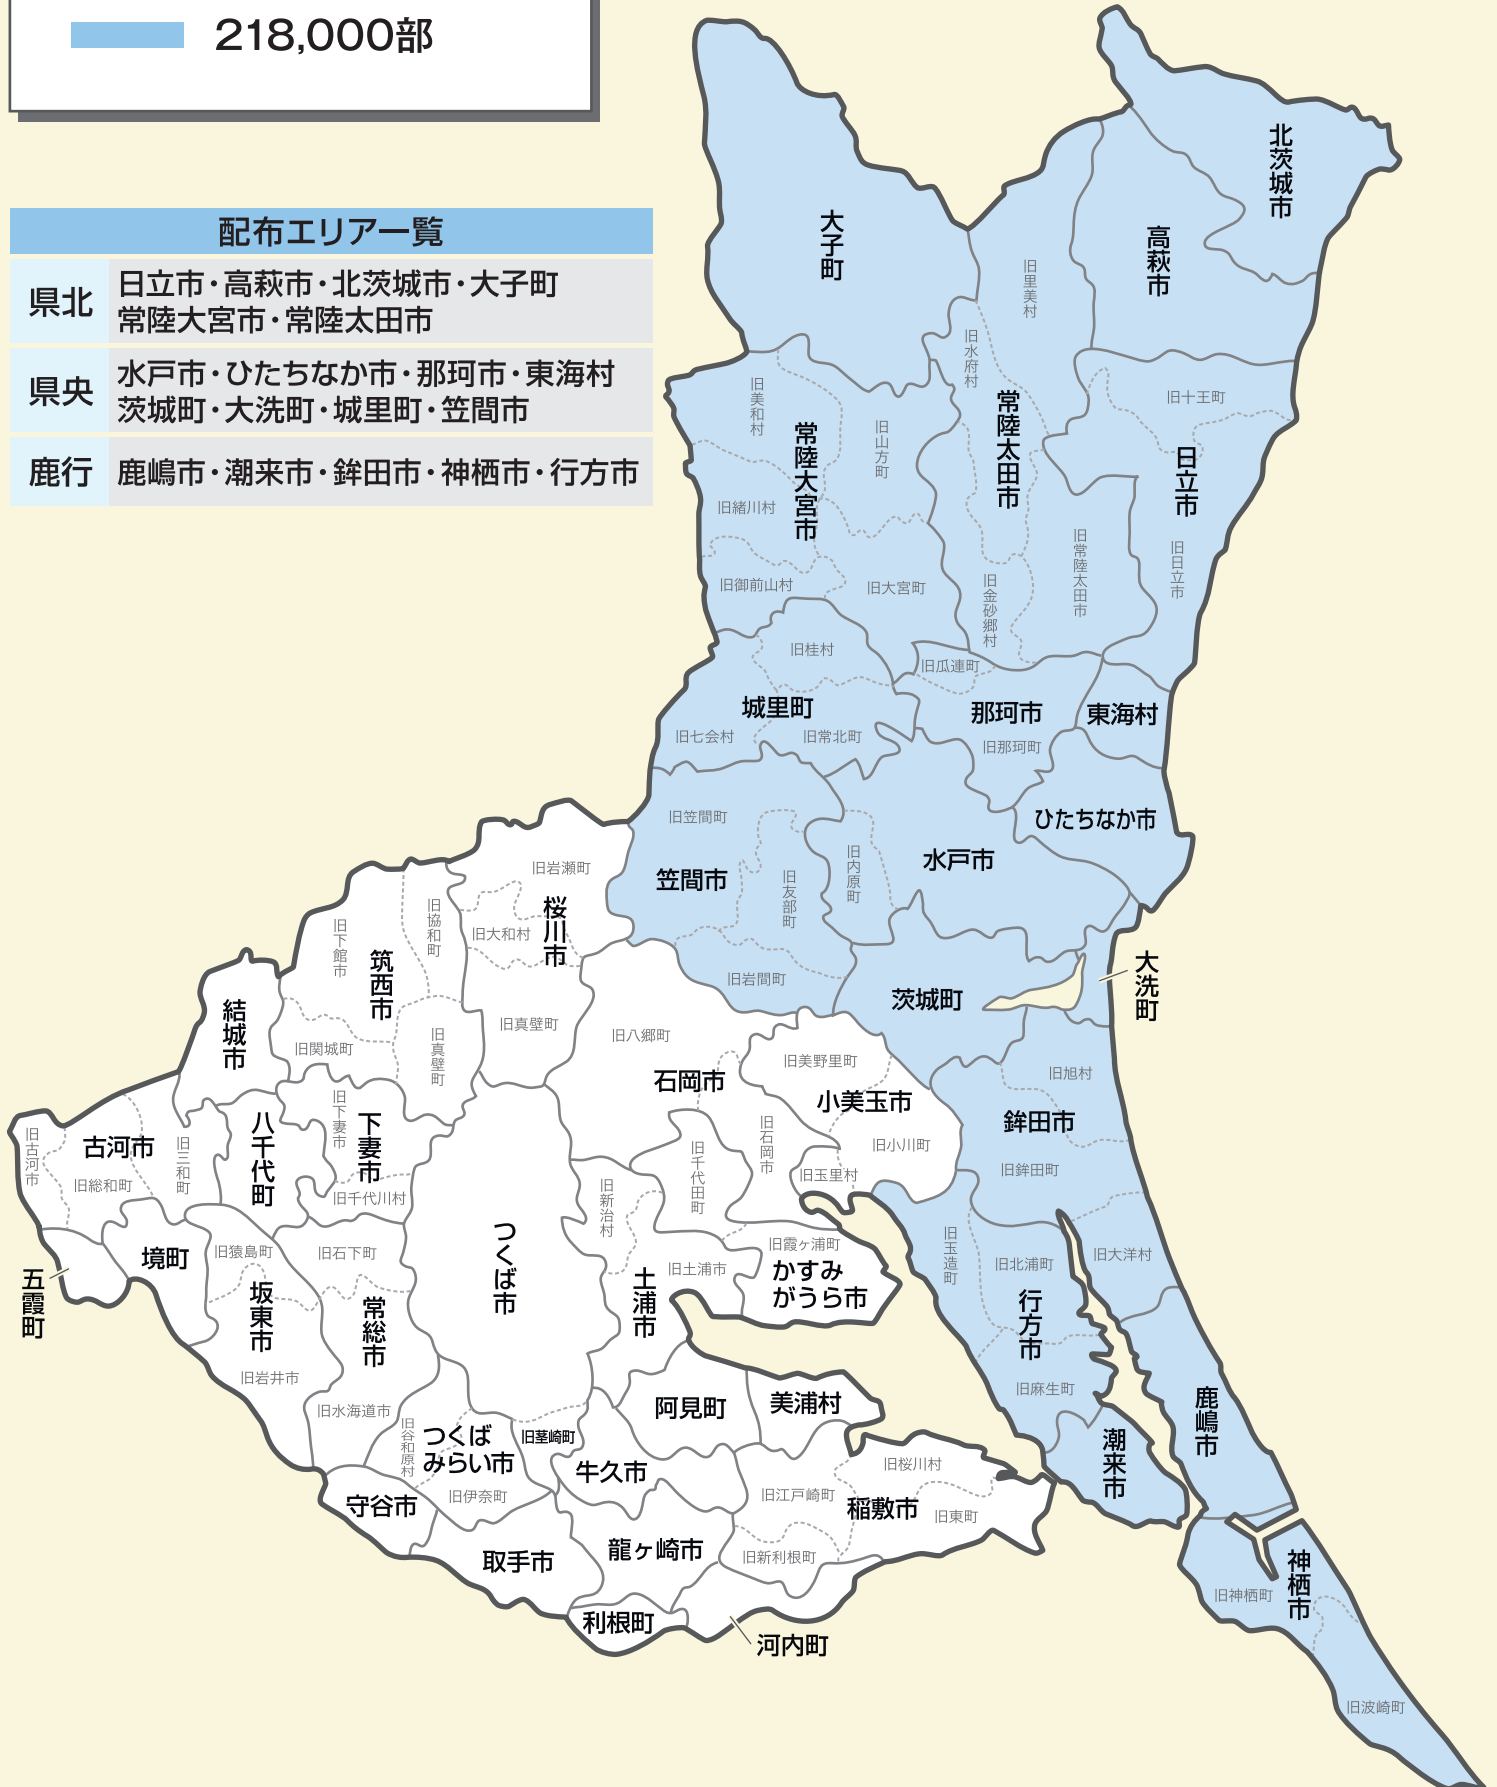 218,000部
配布エリア一覧
県北
日立市・高萩市・北茨城市・大子町
常陸大宮市・常陸太田市
県央
水戸市・ひたちなか市・那珂市・東海村
茨城町・大洗町・城里町・笠間市
鹿行
鹿嶋市・潮来市・鉾田市・神栖市・行方市
北茨城市
大子町
高萩市
旧里美村
旧水府村
旧美和村
常陸大宮市
旧山方町
常陸太田市
旧十王町
日立市
旧緒川村
旧常陸太田市
旧日立市
旧御前山村
旧大宮町
旧金砂郷村
旧桂村
旧瓜連町
城里町
那珂市
東海村
旧七会村
旧常北町
旧那珂町
旧笠間町
ひたちなか市
笠間市
旧友部町
旧内原町
水戸市
旧岩瀬町
桜川市
旧大和村
旧協和町
旧下館市
筑西市
旧岩間町
茨城町
大洗町
結城市
旧関城町
旧真壁町
旧真壁町
旧八郷町
石岡市
旧美野里町
小美玉市
旧旭村
鉾田市
旧古河市
古河市
旧総和町
旧三和町
八千代町
旧下妻市
下妻市
旧千代川村
旧石岡市
旧千代田町
旧小川町
旧玉里村
旧鉾田町
旧新治村
つくば市
境町
旧猿島町
旧石下町
旧霞ヶ浦町
旧土浦市
かすみ
がうら市
旧玉造町
旧北浦町
旧大洋村
五霞町
坂東市
常総市
土浦市
行方市
旧岩井市
旧水海道市
旧麻生町
旧谷和原村
つくば
みらい市
旧茎崎町
阿見町
美浦村
鹿嶋市
潮来市
牛久市
旧桜川村
守谷市
旧伊奈町
旧江戸崎町
稲敷市
旧東町
取手市
龍ヶ崎市
旧新利根町
旧神栖町
神栖市
利根町
河内町
旧波崎町